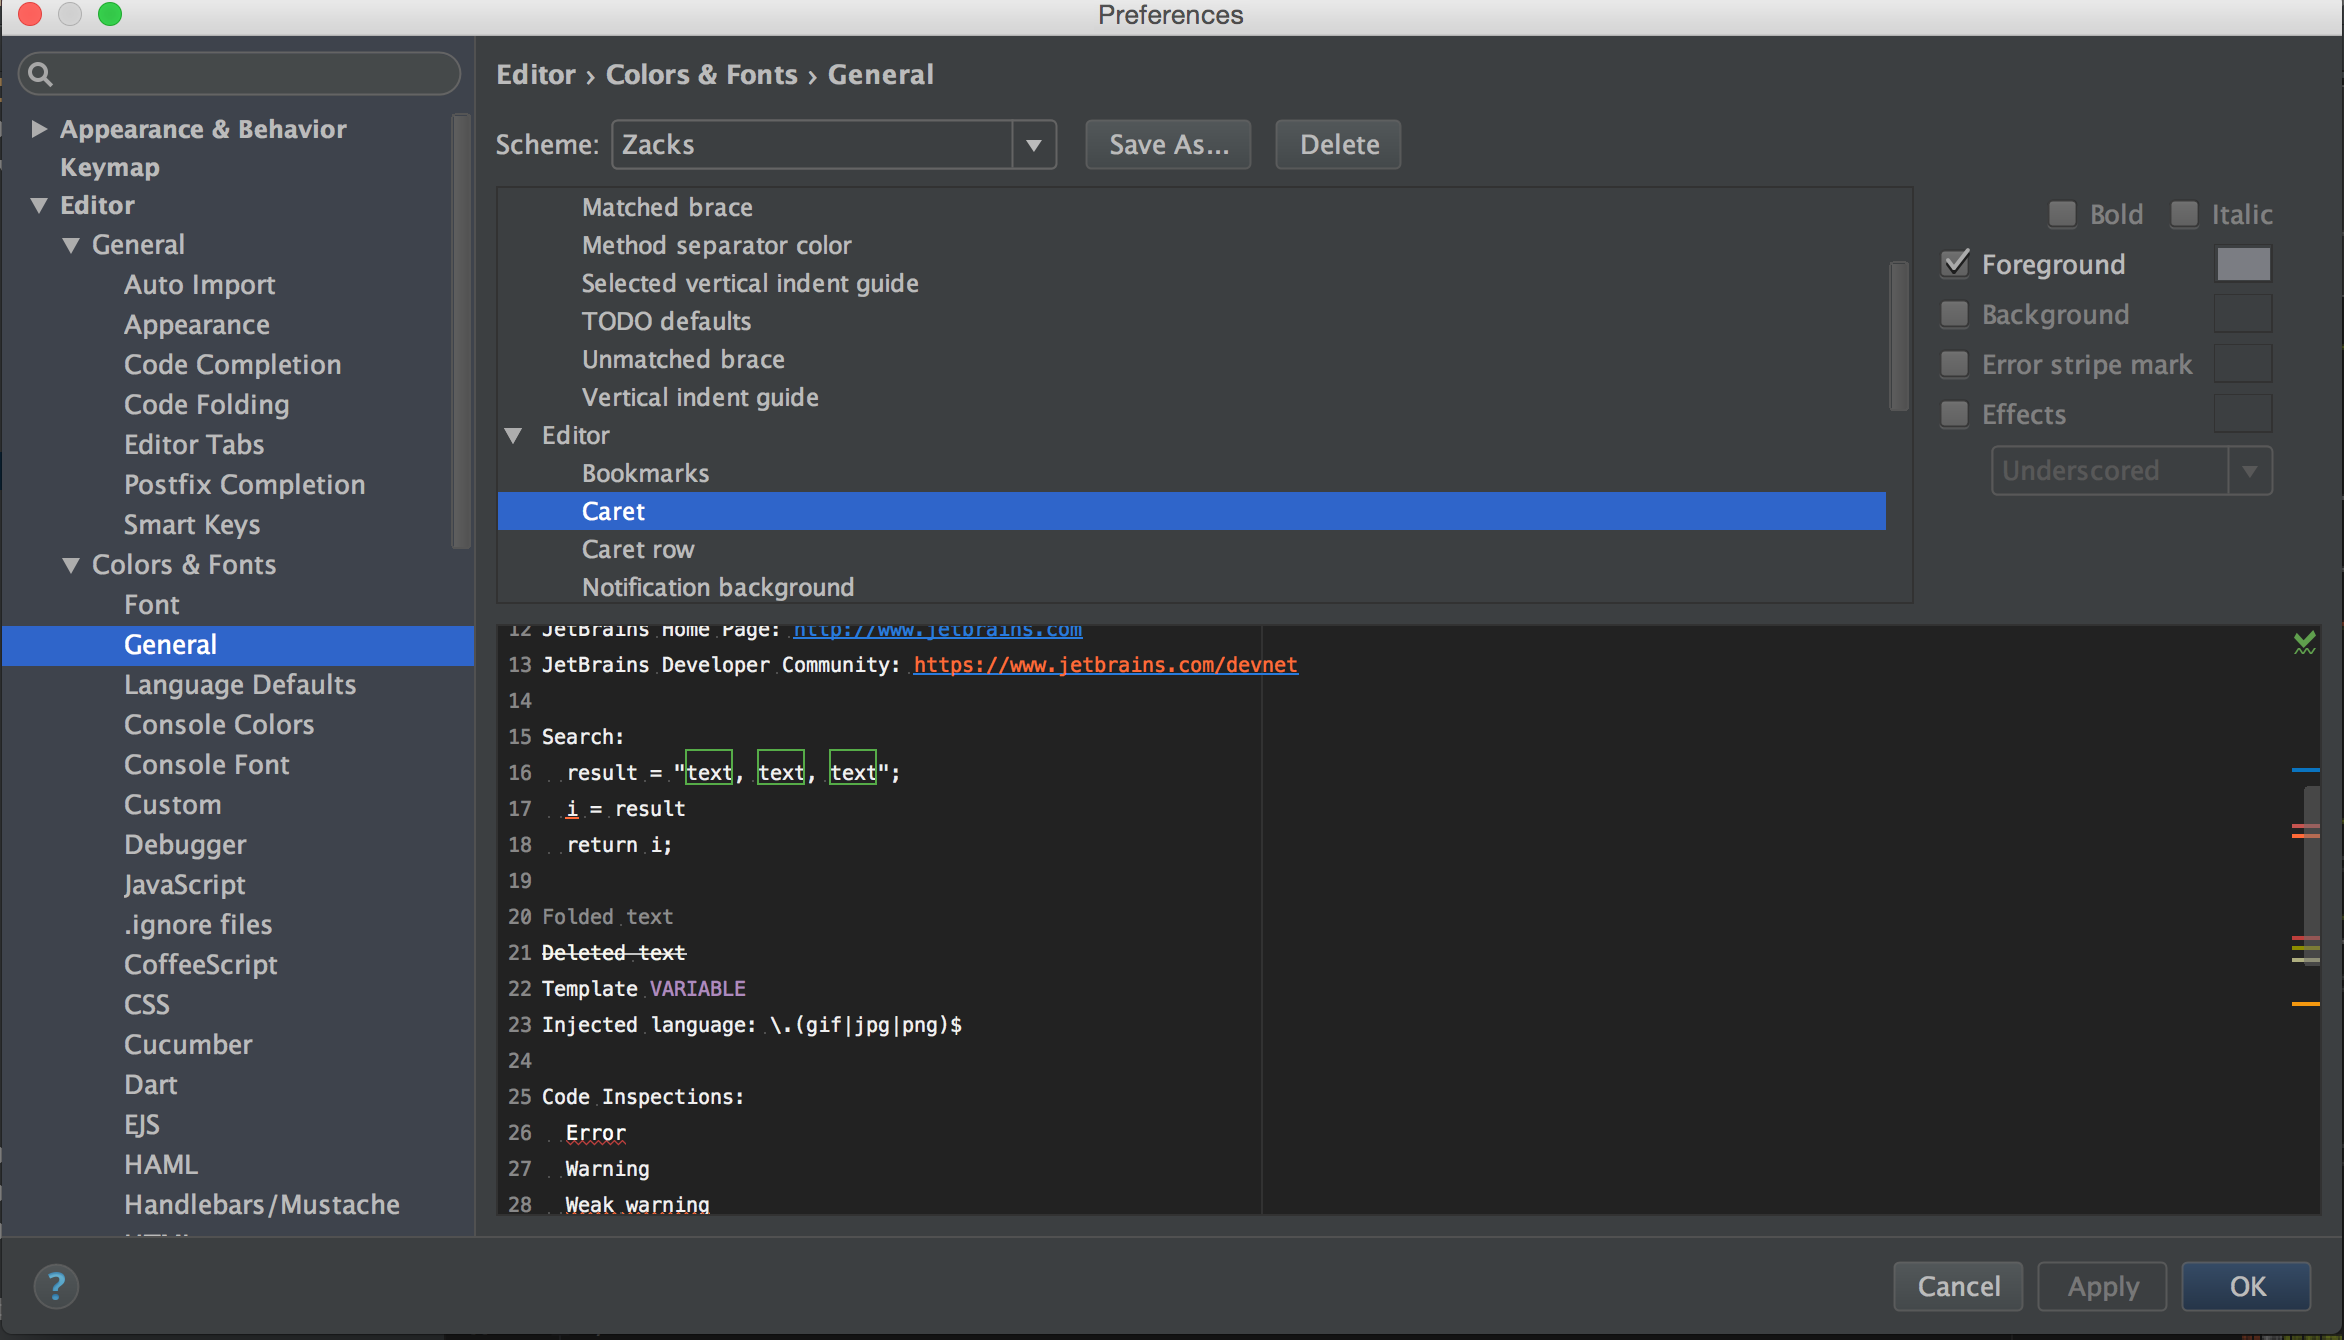 Preferences
Editor › Colors & Fonts › General
Appearance & Behavior
Keymap
Editor
General
Auto Import
Appearance
Code Completion
Code Folding
Editor Tabs
Postfix Completion
Smart Keys
Colors & Fonts
Font
General
Language Defaults
Console Colors
Console Font
Custom
Debugger
JavaScript
.ignore files
CoffeeScript
CSS
Cucumber
Dart
EJS
HAML
Handlebars/Mustache
HTML
Scheme: Zacks Save As... Delete
Matched brace
Method separator color
Selected vertical indent guide
TODO defaults
Unmatched brace
Vertical indent guide
Editor
Bookmarks
Caret
Caret row
Notification background
Bold Italic
Foreground
Background
Error stripe mark
Effects
Underscored
12 JetBrains Home Page: http://www.jetbrains.com
13 JetBrains Developer Community: https://www.jetbrains.com/devnet
14
15 Search:
16 result = "text, text, text";
17 i = result
18 return i;
19
20 Folded text
21 Deleted text
22 Template VARIABLE
23 Injected language: \.(gif|jpg|png)$
24
25 Code Inspections:
26 Error
27 Warning
28 Weak warning
? Cancel Apply OK